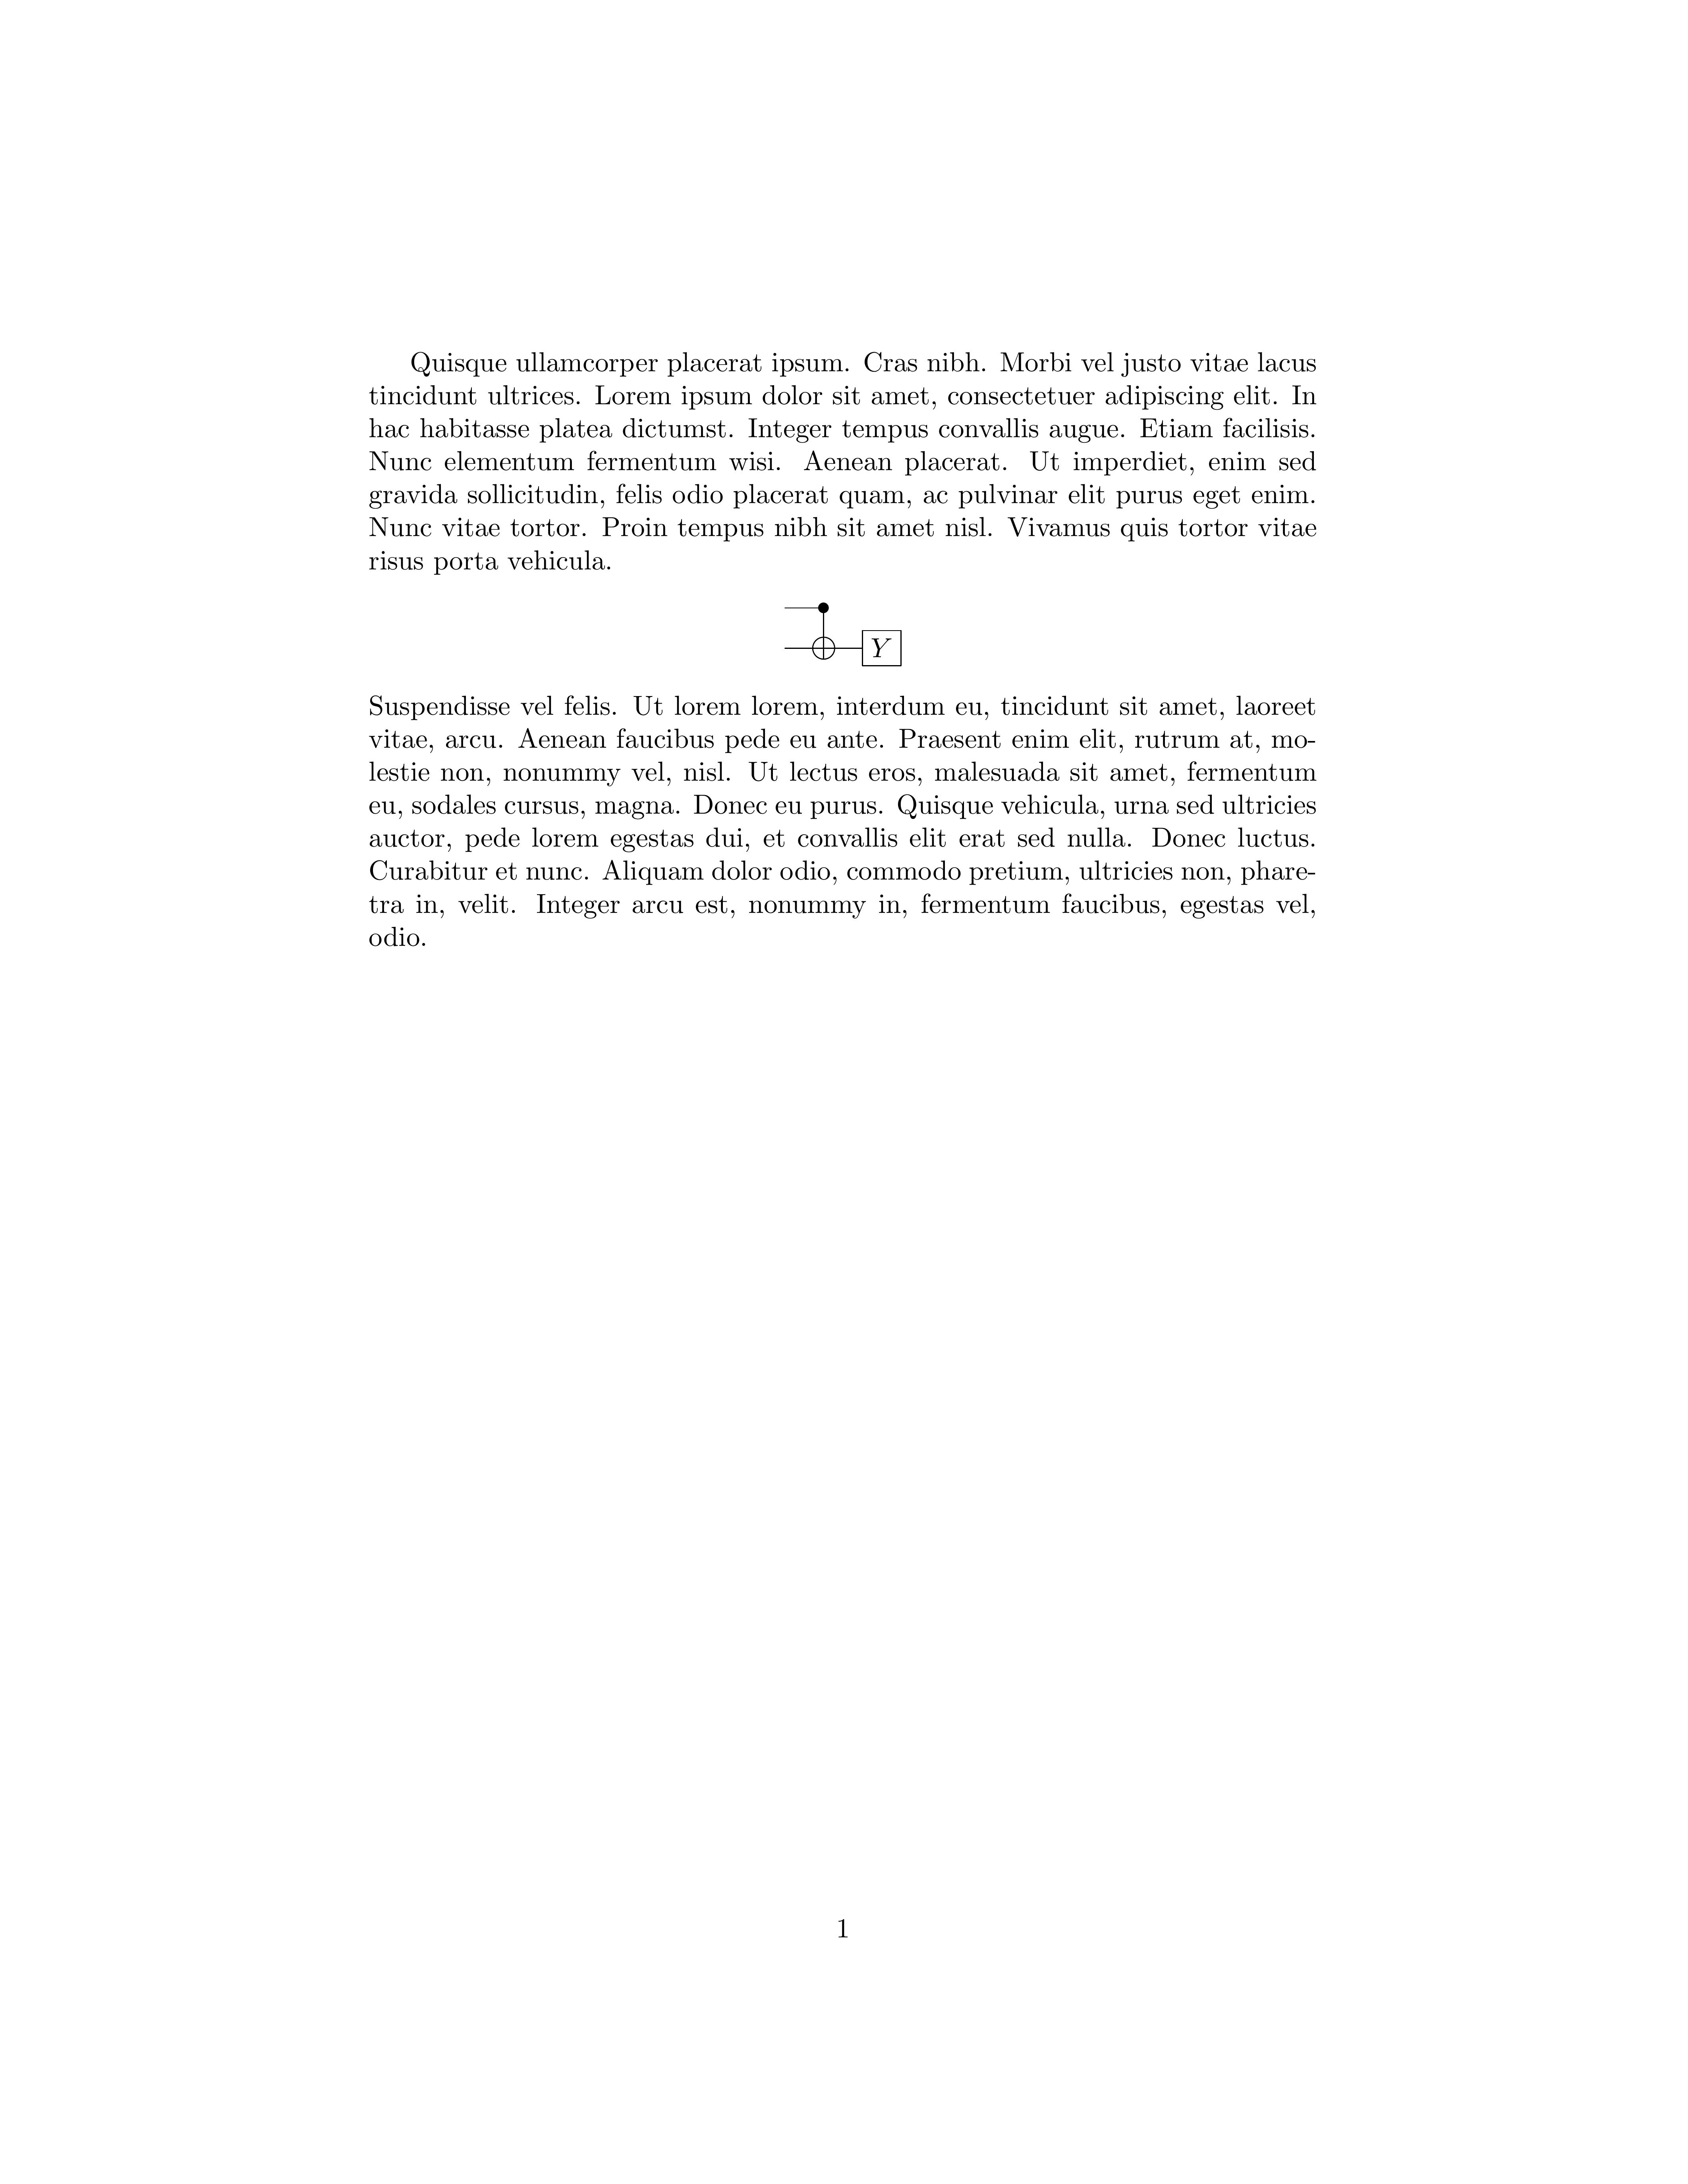 Quisque ullamcorper placerat ipsum. Cras nibh. Morbi vel justo vitae lacus
tincidunt ultrices. Lorem ipsum dolor sit amet, consectetuer adipiscing elit. In
hac habitasse platea dictumst. Integer tempus convallis augue. Etiam facilisis.
Nunc elementum fermentum wisi. Aenean placerat. Ut imperdiet, enim sed
gravida sollicitudin, felis odio placerat quam, ac pulvinar elit purus eget enim.
Nunc vitae tortor. Proin tempus nibh sit amet nisl. Vivamus quis tortor vitae
risus porta vehicula.
Y
Suspendisse vel felis. Ut lorem lorem, interdum eu, tincidunt sit amet, laoreet
vitae, arcu. Aenean faucibus pede eu ante. Praesent enim elit, rutrum at, mo-
lestie non, nonummy vel, nisl. Ut lectus eros, malesuada sit amet, fermentum
eu, sodales cursus, magna. Donec eu purus. Quisque vehicula, urna sed ultricies
auctor, pede lorem egestas dui, et convallis elit erat sed nulla. Donec luctus.
Curabitur et nunc. Aliquam dolor odio, commodo pretium, ultricies non, phare-
tra in, velit. Integer arcu est, nonummy in, fermentum faucibus, egestas vel,
odio.
1